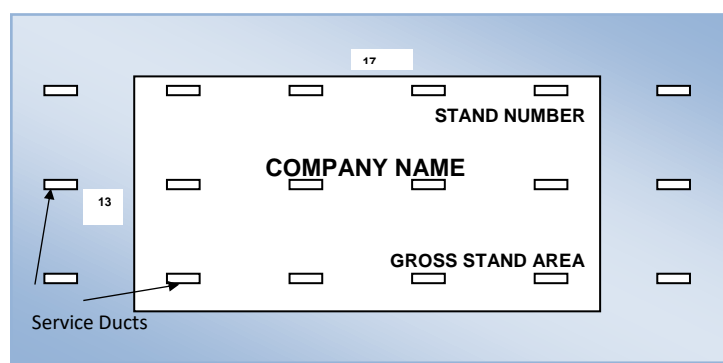 17
STAND NUMBER
COMPANY NAME
13
GROSS STAND AREA
Service Ducts